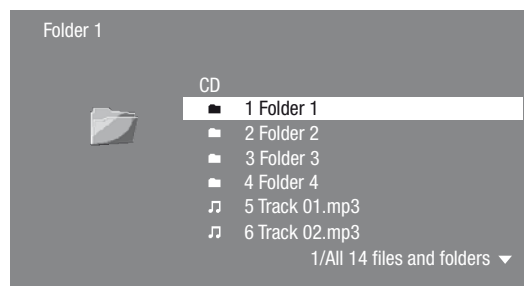 Folder 1
CD
1 Folder 1
2 Folder 2
3 Folder 3
4 Folder 4
5 Track 01.mp3
6 Track 02.mp3
1/All 14 files and folders